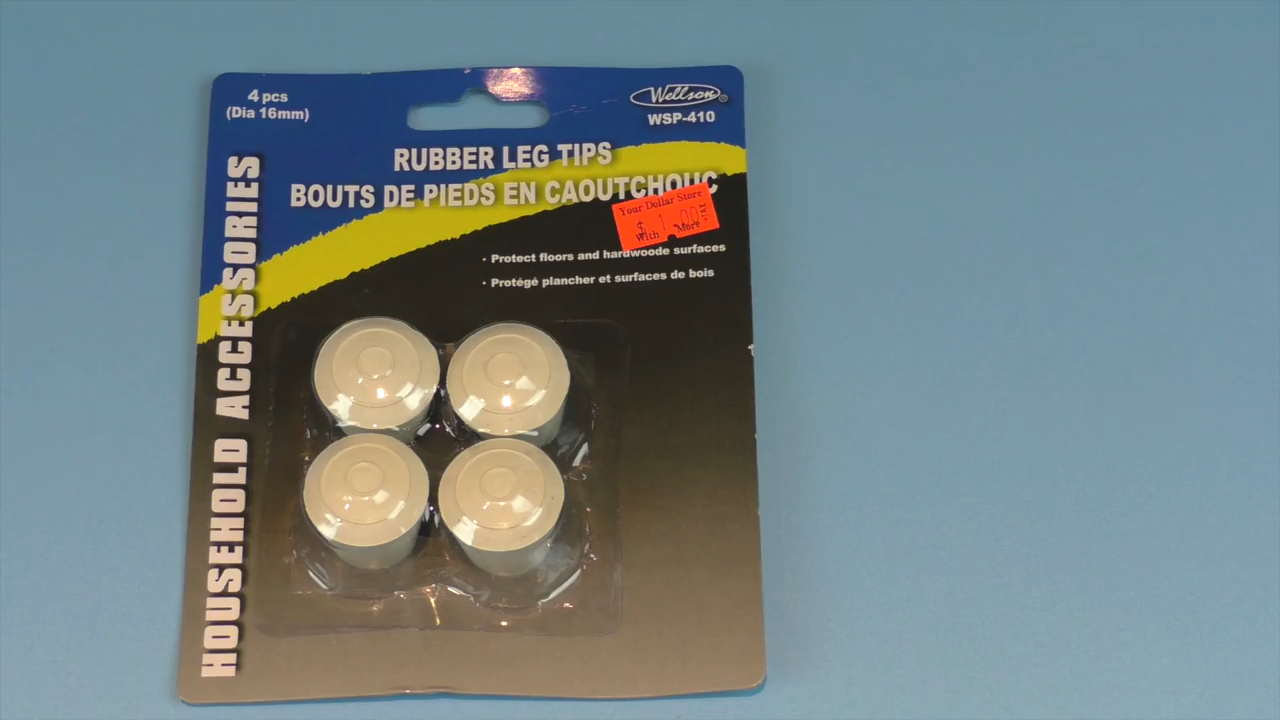 4 pcs
(Dia 16mm)
Wellson®
WSP-410
RUBBER LEG TIPS
BOUTS DE PIEDS EN CAOUTCHOUC
Your Dollar Store
$ 1.00 +TAX
With More
• Protect floors and hardwoode surfaces
• Protégé plancher et surfaces de bois
HOUSEHOLD ACCESSORIES